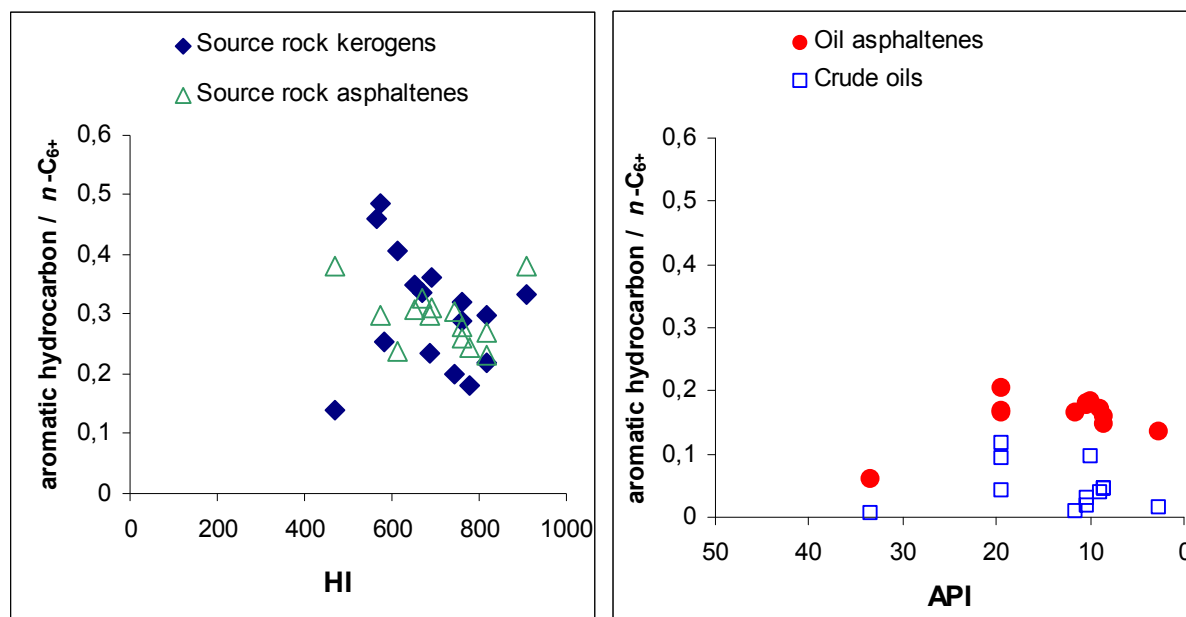 Source rock kerogens
Source rock asphaltenes
0,6
0,5
0,4
0,3
0,2
0,1
0
aromatic hydrocarbon / n-C6+
0 200 400 600 800 1000
HI
Oil asphaltenes
Crude oils
0,6
0,5
0,4
0,3
0,2
0,1
0
aromatic hydrocarbon / n-C6+
50 40 30 20 10 0
API